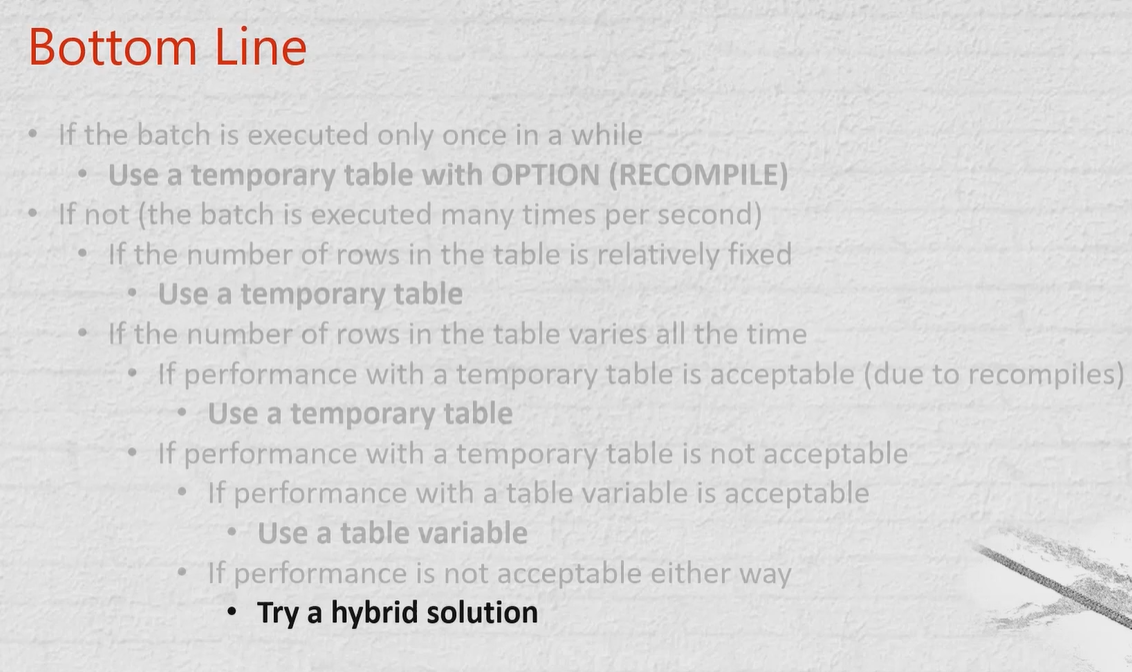 Bottom Line
• If the batch is executed only once in a while
• Use a temporary table with OPTION (RECOMPILE)
• If not (the batch is executed many times per second)
• If the number of rows in the table is relatively fixed
• Use a temporary table
• If the number of rows in the table varies all the time
• If performance with a temporary table is acceptable (due to recompiles)
• Use a temporary table
• If performance with a temporary table is not acceptable
• If performance with a table variable is acceptable
• Use a table variable
• If performance is not acceptable either way
• Try a hybrid solution